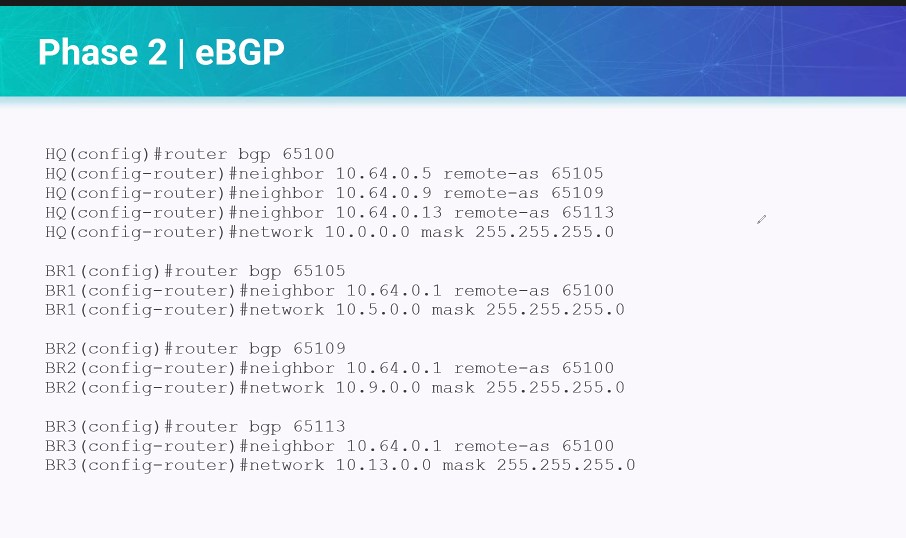 Phase 2 | eBGP
HQ(config)#router bgp 65100
HQ(config-router)#neighbor 10.64.0.5 remote-as 65105
HQ(config-router)#neighbor 10.64.0.9 remote-as 65109
HQ(config-router)#neighbor 10.64.0.13 remote-as 65113
HQ(config-router)#network 10.0.0.0 mask 255.255.255.0
BR1(config)#router bgp 65105
BR1(config-router)#neighbor 10.64.0.1 remote-as 65100
BR1(config-router)#network 10.5.0.0 mask 255.255.255.0
BR2(config)#router bgp 65109
BR2(config-router)#neighbor 10.64.0.1 remote-as 65100
BR2(config-router)#network 10.9.0.0 mask 255.255.255.0
BR3(config)#router bgp 65113
BR3(config-router)#neighbor 10.64.0.1 remote-as 65100
BR3(config-router)#network 10.13.0.0 mask 255.255.255.0